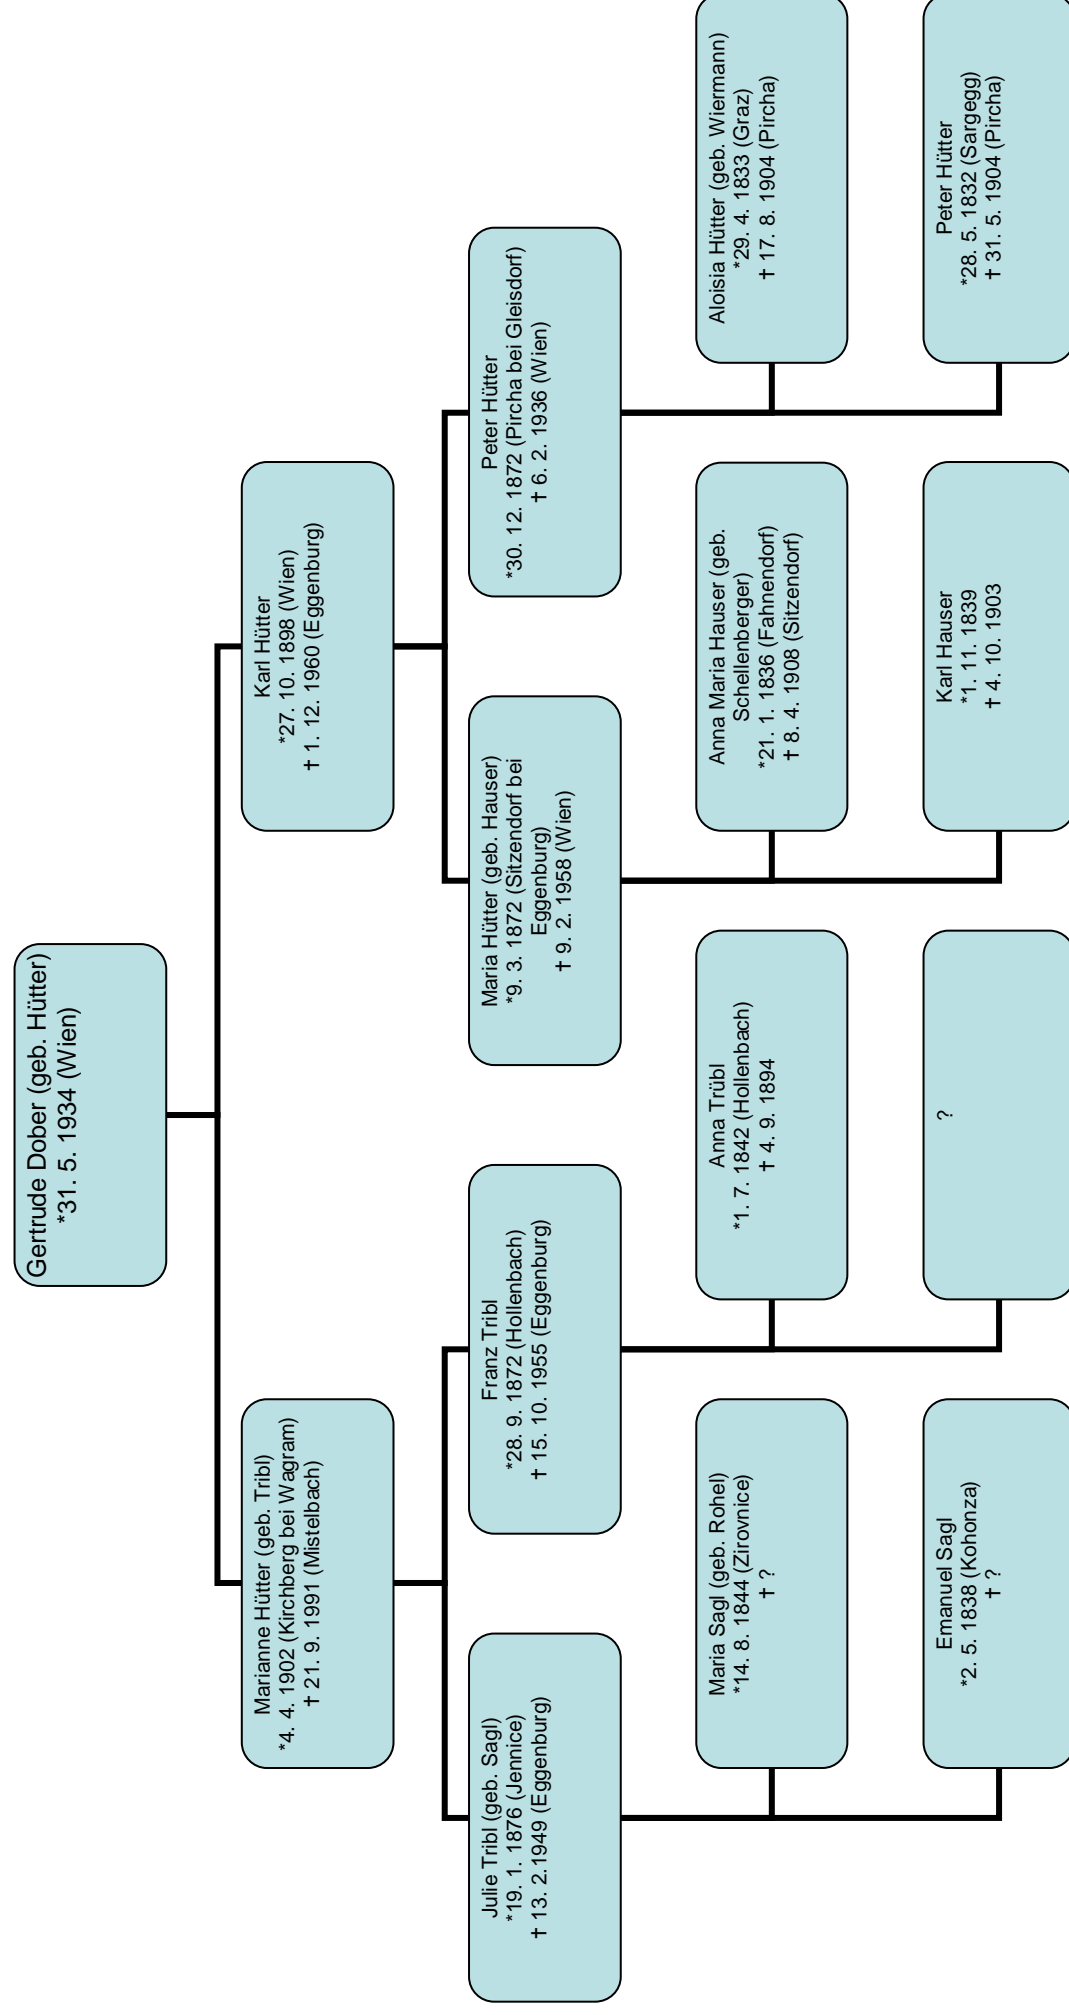 Gertrude Dober (geb. Hütter)
*31. 5. 1934 (Wien)
Marianne Hütter (geb. Tribl)
*4. 4. 1902 (Kirchberg bei Wagram)
† 21. 9. 1991 (Mistelbach)
Karl Hütter
*27. 10. 1898 (Wien)
† 1. 12. 1960 (Eggenburg)
Julie Tribl (geb. Sagl)
*19. 1. 1876 (Jennice)
† 13. 2.1949 (Eggenburg)
Franz Tribl
*28. 9. 1872 (Hollenbach)
† 15. 10. 1955 (Eggenburg)
Maria Hütter (geb. Hauser)
*9. 3. 1872 (Sitzendorf bei
Eggenburg)
† 9. 2. 1958 (Wien)
Peter Hütter
*30. 12. 1872 (Pircha bei Gleisdorf)
† 6. 2. 1936 (Wien)
Maria Sagl (geb. Rohel)
*14. 8. 1844 (Zirovnice)
† ?
Anna Trübl
*1. 7. 1842 (Hollenbach)
† 4. 9. 1894
Anna Maria Hauser (geb.
Schellenberger)
*21. 1. 1836 (Fahnendorf)
† 8. 4. 1908 (Sitzendorf)
Aloisia Hütter (geb. Wiermann)
*29. 4. 1833 (Graz)
† 17. 8. 1904 (Pircha)
Emanuel Sagl
*2. 5. 1838 (Kohonza)
† ?
?
Karl Hauser
*1. 11. 1839
† 4. 10. 1903
Peter Hütter
*28. 5. 1832 (Sargegg)
† 31. 5. 1904 (Pircha)